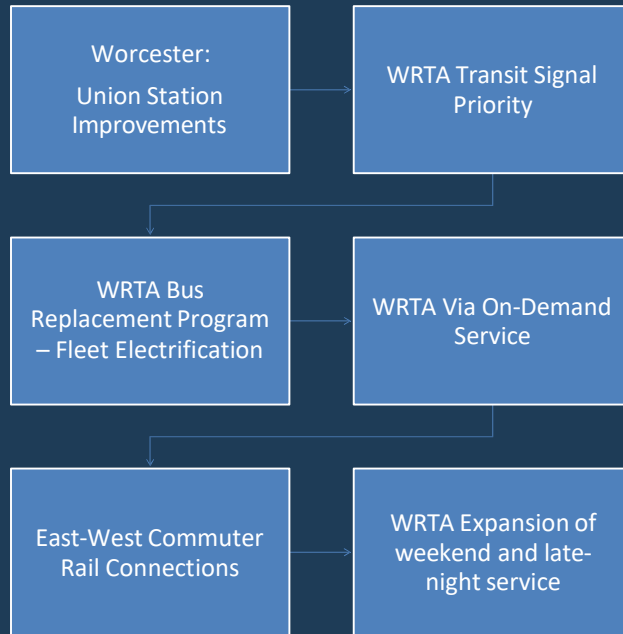 Worcester:
Union Station
Improvements
WRTA Transit Signal
Priority
WRTA Bus
Replacement Program
– Fleet Electrification
WRTA Via On-Demand
Service
East-West Commuter
Rail Connections
WRTA Expansion of
weekend and late-
night service